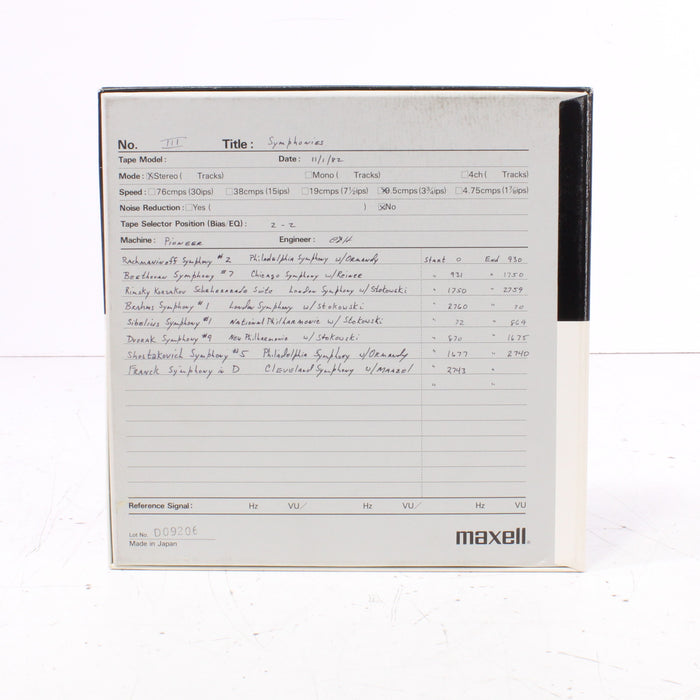 No. III Title: Symphonies
Tape Model: Date: 11/1/82
Mode: ☒Stereo ( Tracks) ☐Mono ( Tracks) ☐4ch ( Tracks)
Speed: ☐76cmps (30ips) ☐38cmps (15ips) ☐19cmps (7½ips) ☒9.5cmps (3¾ips) ☐4.75cmps (1⅞ips)
Noise Reduction: ☐Yes ( ) ☒No
Tape Selector Position (Bias/EQ): 2 - 2
Machine: Pioneer Engineer:
Rachmaninoff Symphony #2 Philadelphia Symphony w/Ormandy Start 0 End 930
Beethovan Symphony #7 Chicago Symphony w/Reiner " 931 " 1750
Rimsky Korsakov Scheherazade Suite London Symphony w/ Stokowski " 1750 " 2759
Brahms Symphony #1 London Symphony w/ Stokowski " 2760 " 70
Sibelius Symphony #1 National Philharmonic w/ Stokowski " 72 " 869
Dvorak Symphony #9 New Philharmonia w/ Stokowski " 870 " 1675
Shostakovich Symphony #5 Philadelphia Symphony w/Ormandy " 1677 " 2740
Franck Symphony in D Cleveland Symphony w/ Maazel " 2743 "
" "
Reference Signal: Hz VU/ Hz VU/ Hz VU
Lot No. D09206
Made in Japan
maxell